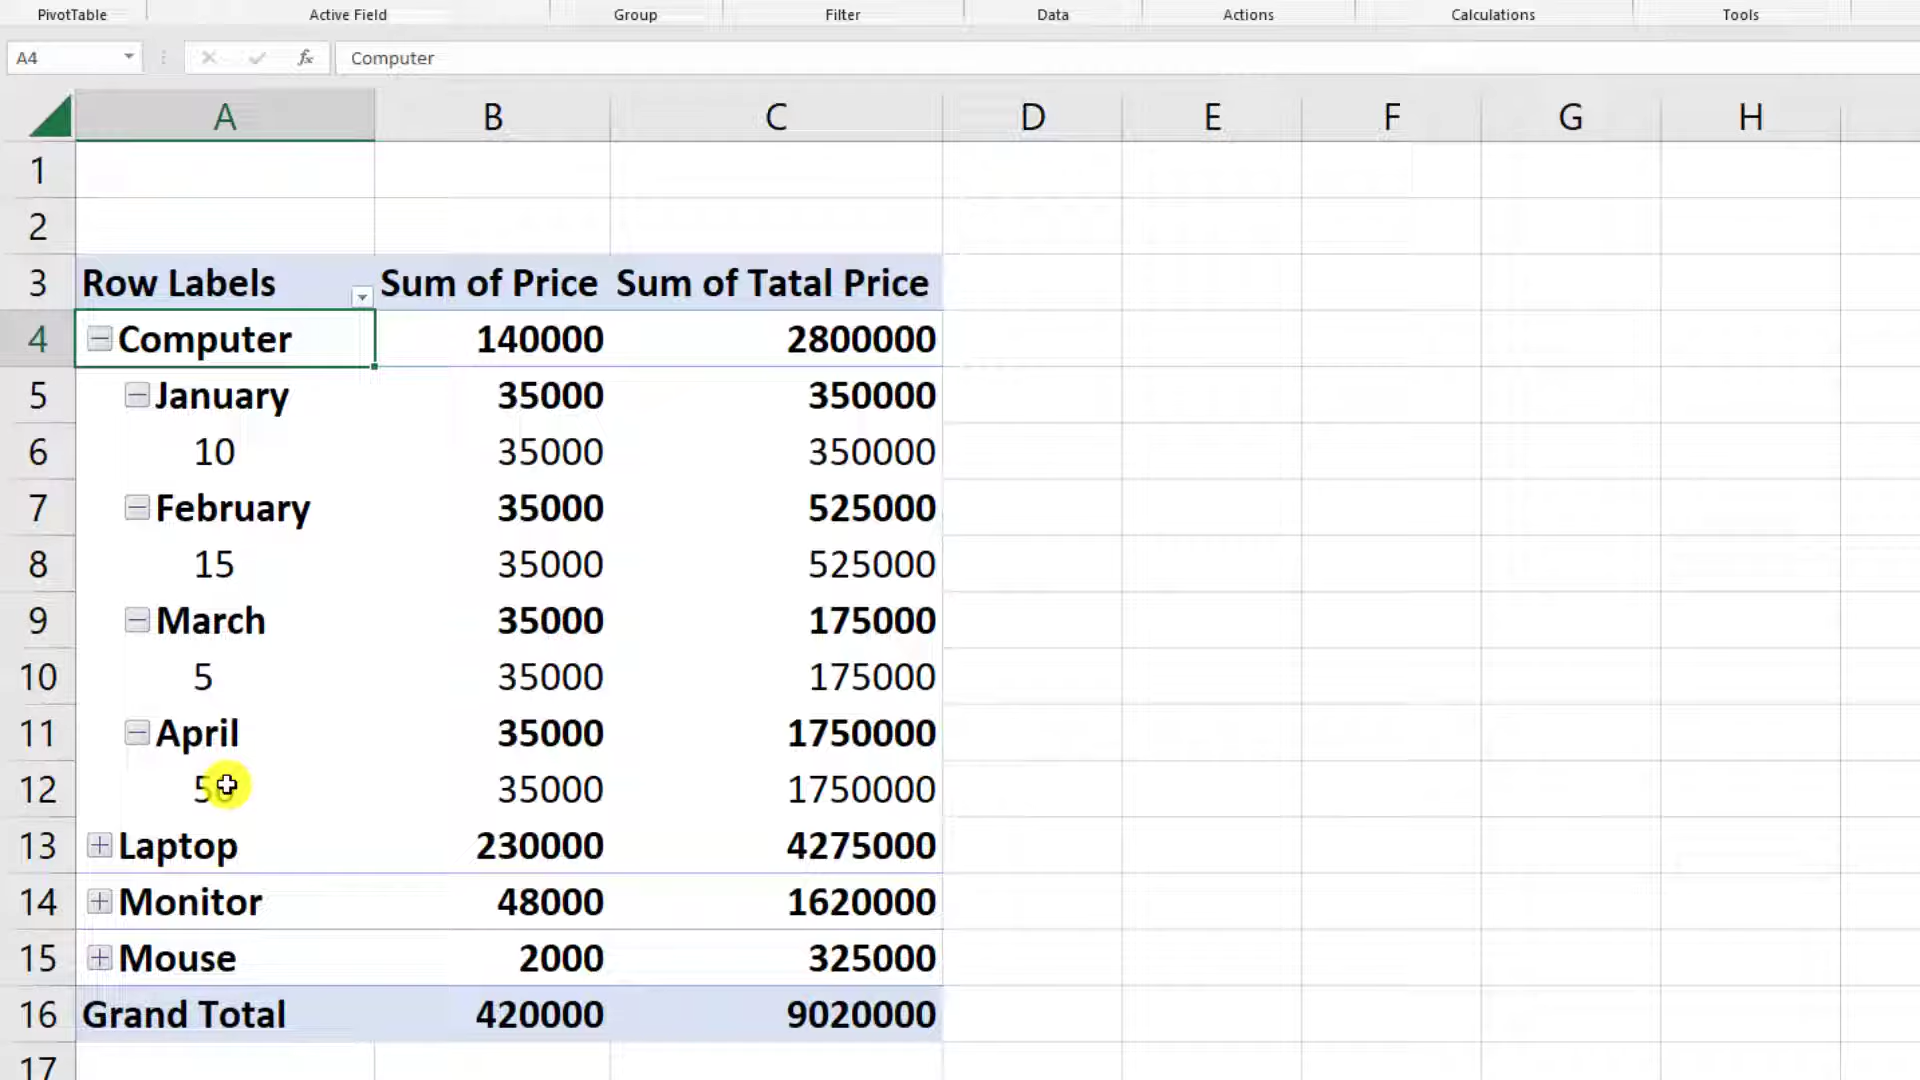 PivotTable Active Field Group Filter Data Actions Calculations Tools
A4 fx Computer
A B C D E F G H
1
2
3 Row Labels Sum of Price Sum of Tatal Price
4 Computer 140000 2800000
5 January 35000 350000
6 10 35000 350000
7 February 35000 525000
8 15 35000 525000
9 March 35000 175000
10 5 35000 175000
11 April 35000 1750000
12 50 35000 1750000
13 Laptop 230000 4275000
14 Monitor 48000 1620000
15 Mouse 2000 325000
16 Grand Total 420000 9020000
17